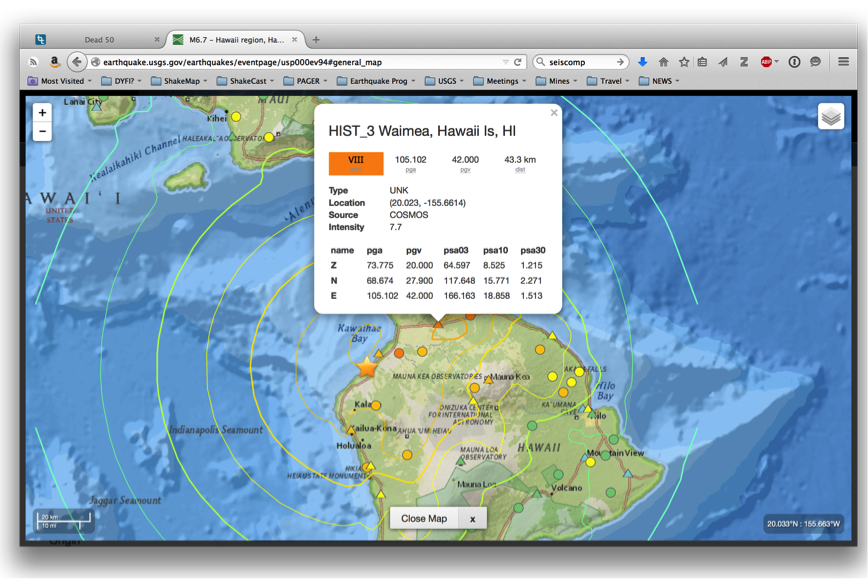 Dead 50
M6.7 - Hawaii region, Ha...
earthquake.usgs.gov/earthquakes/eventpage/usp000ev94#general_map
seiscomp
ABP
Most Visited
DYFI?
ShakeMap
ShakeCast
PAGER
Earthquake Prog
USGS
Meetings
Mines
Travel
NEWS
+
−
Lanai City
MAUI
Kihei
Kealaikahiki Channel
HALEAKALA OBSERVATO
UNITED
STATES
HIST_3 Waimea, Hawaii Is, HI
VIII 105.102 42.000 43.3 km
pga pgv dist
Type UNK
Location (20.023, -155.6614)
Source COSMOS
Intensity 7.7
name pga pgv psa03 psa10 psa30
Z 73.775 20.000 64.597 8.525 1.215
N 68.674 27.900 117.648 15.771 2.271
E 105.102 42.000 166.163 18.858 1.513
Kawaihae
Bay
MAUNA KEA OBSERVATORIES
Mauna Kea
Hilo
Bay
Kailua-Kona
ONIZUKA CENTER
FOR INTERNATIONAL
ASTRONOMY
KA'UMANA
Hilo
Indianapolis Seamount
Holualoa
MAUNA LOA
OBSERVATORY
HAWAII
Mountain View
Mauna Loa
Volcano
Jaggar Seamount
20 km
10 mi
Close Map x
20.033°N : 155.663°W